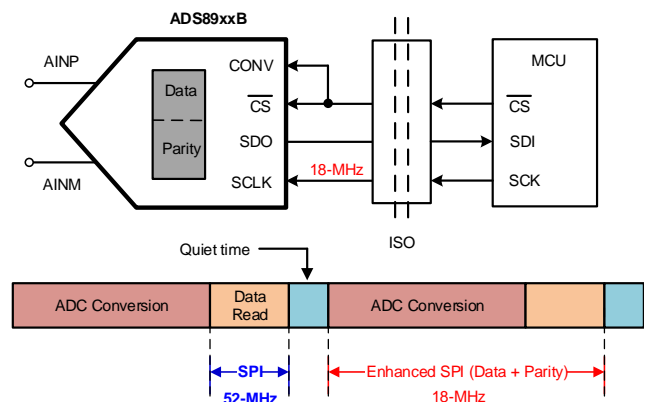 ADS89xxB
AINP
AINM
Data
Parity
CONV
CS
SDO
SCLK
18-MHz
ISO
MCU
CS
SDI
SCK
Quiet time
ADC Conversion
Data
Read
ADC Conversion
SPI
52-MHz
Enhanced SPI (Data + Parity)
18-MHz